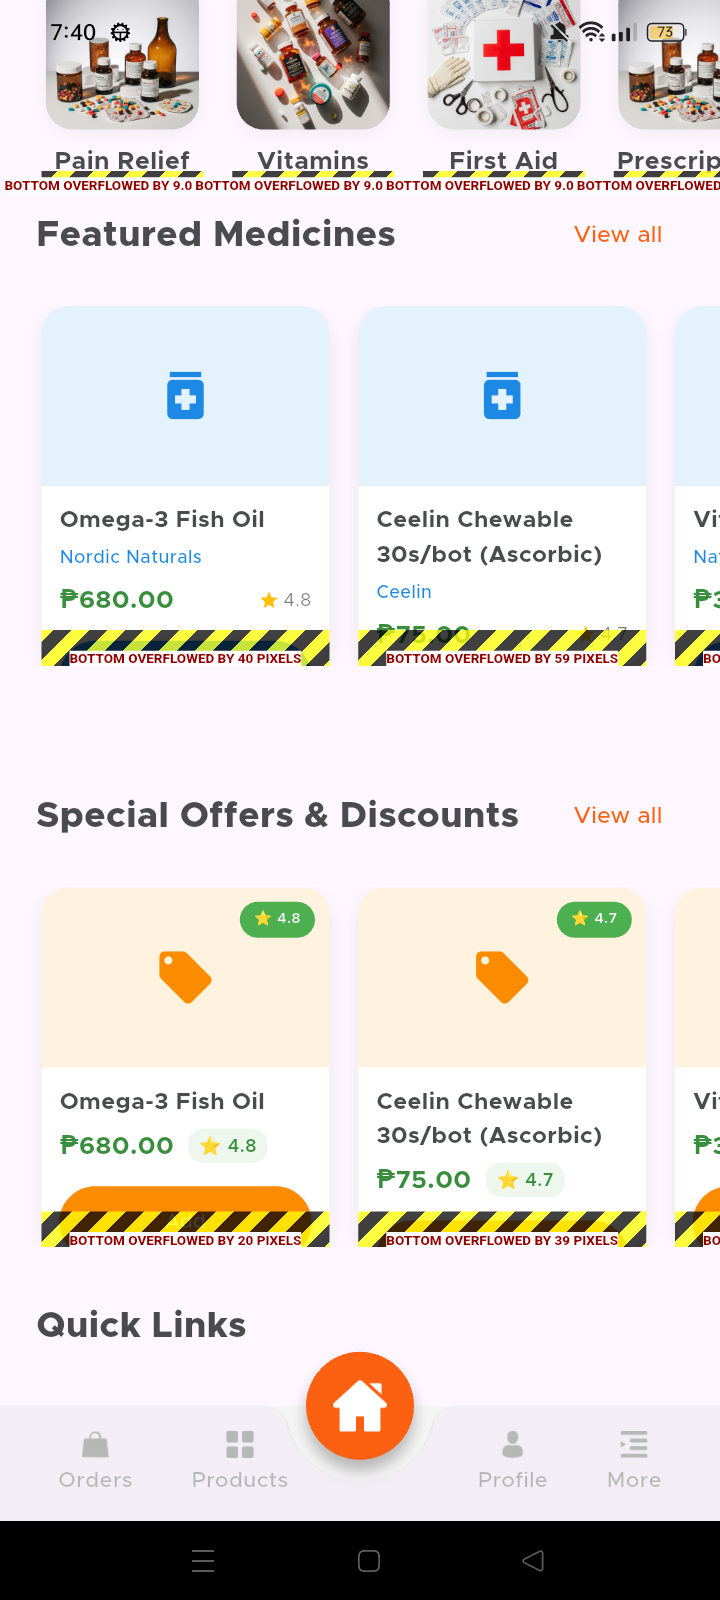 7:40
73
Pain Relief
Vitamins
First Aid
Prescrip
BOTTOM OVERFLOWED BY 9.0 BOTTOM OVERFLOWED BY 9.0 BOTTOM OVERFLOWED BY 9.0 BOTTOM OVERFLOWED
Featured Medicines
View all
Omega-3 Fish Oil
Nordic Naturals
₱680.00
4.8
BOTTOM OVERFLOWED BY 40 PIXELS
Ceelin Chewable
30s/bot (Ascorbic)
Ceelin
₱75.00
4.7
BOTTOM OVERFLOWED BY 59 PIXELS
Vi
Na
₱3
BO
Special Offers & Discounts
View all
4.8
Omega-3 Fish Oil
₱680.00
4.8
Add
BOTTOM OVERFLOWED BY 20 PIXELS
4.7
Ceelin Chewable
30s/bot (Ascorbic)
₱75.00
4.7
BOTTOM OVERFLOWED BY 39 PIXELS
Vi
₱3
BO
Quick Links
Orders
Products
Profile
More